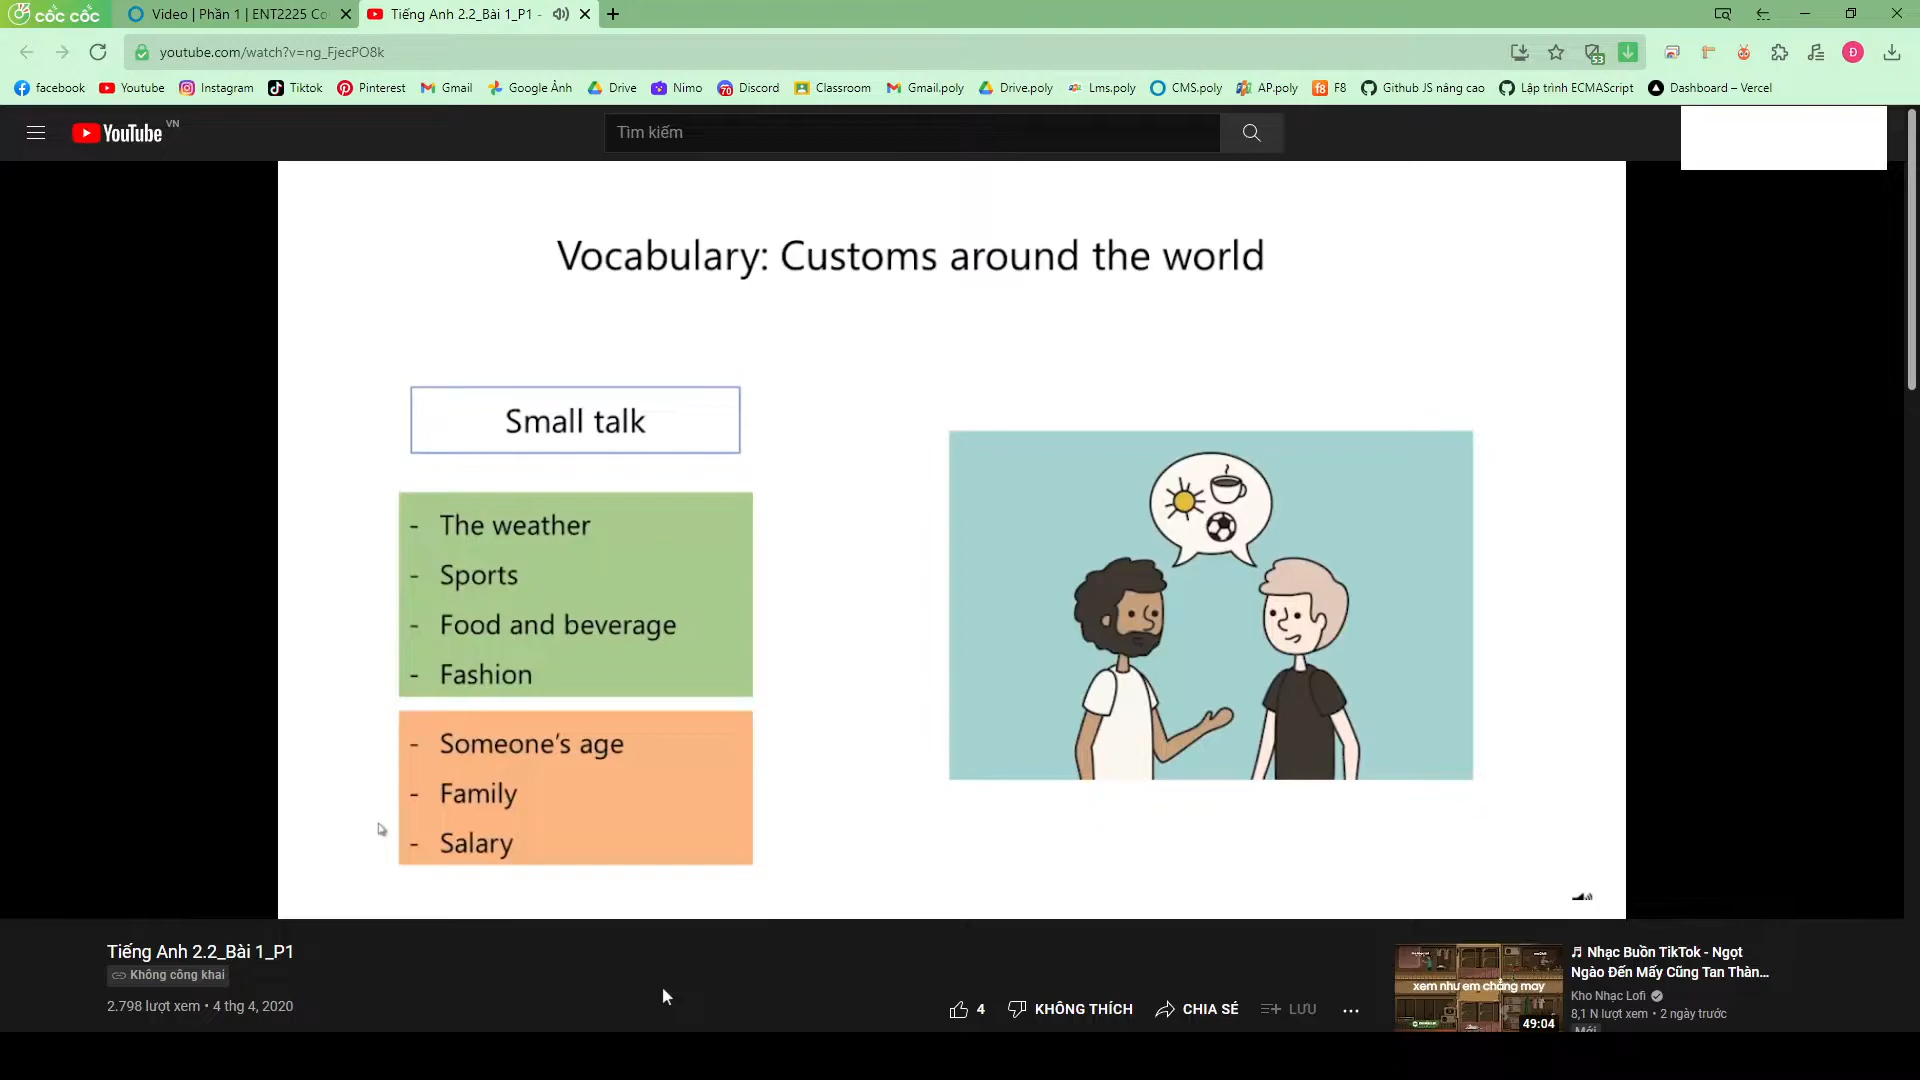 cốc cốc
Video | Phần 1 | ENT2225 Co
Tiếng Anh 2.2_Bài 1_P1 -
youtube.com/watch?v=ng_FjecPO8k
53
Đ
facebook
Youtube
Instagram
Tiktok
Pinterest
Gmail
Google Ảnh
Drive
Nimo
70
Discord
Classroom
Gmail.poly
Drive.poly
Lms.poly
CMS.poly
AP.poly
f8 F8
Github JS nâng cao
Lập trình ECMAScript
Dashboard – Vercel
YouTube VN
Tìm kiếm
Vocabulary: Customs around the world
Small talk
- The weather
- Sports
- Food and beverage
- Fashion
- Someone's age
- Family
- Salary
Tiếng Anh 2.2_Bài 1_P1
Không công khai
2.798 lượt xem • 4 thg 4, 2020
4
KHÔNG THÍCH
CHIA SẺ
LƯU
xem như em chẳng may
49:04
Nhạc Buồn TikTok - Ngọt
Ngào Đến Mấy Cũng Tan Thàn...
Kho Nhạc Lofi
8,1 N lượt xem • 2 ngày trước
Mới